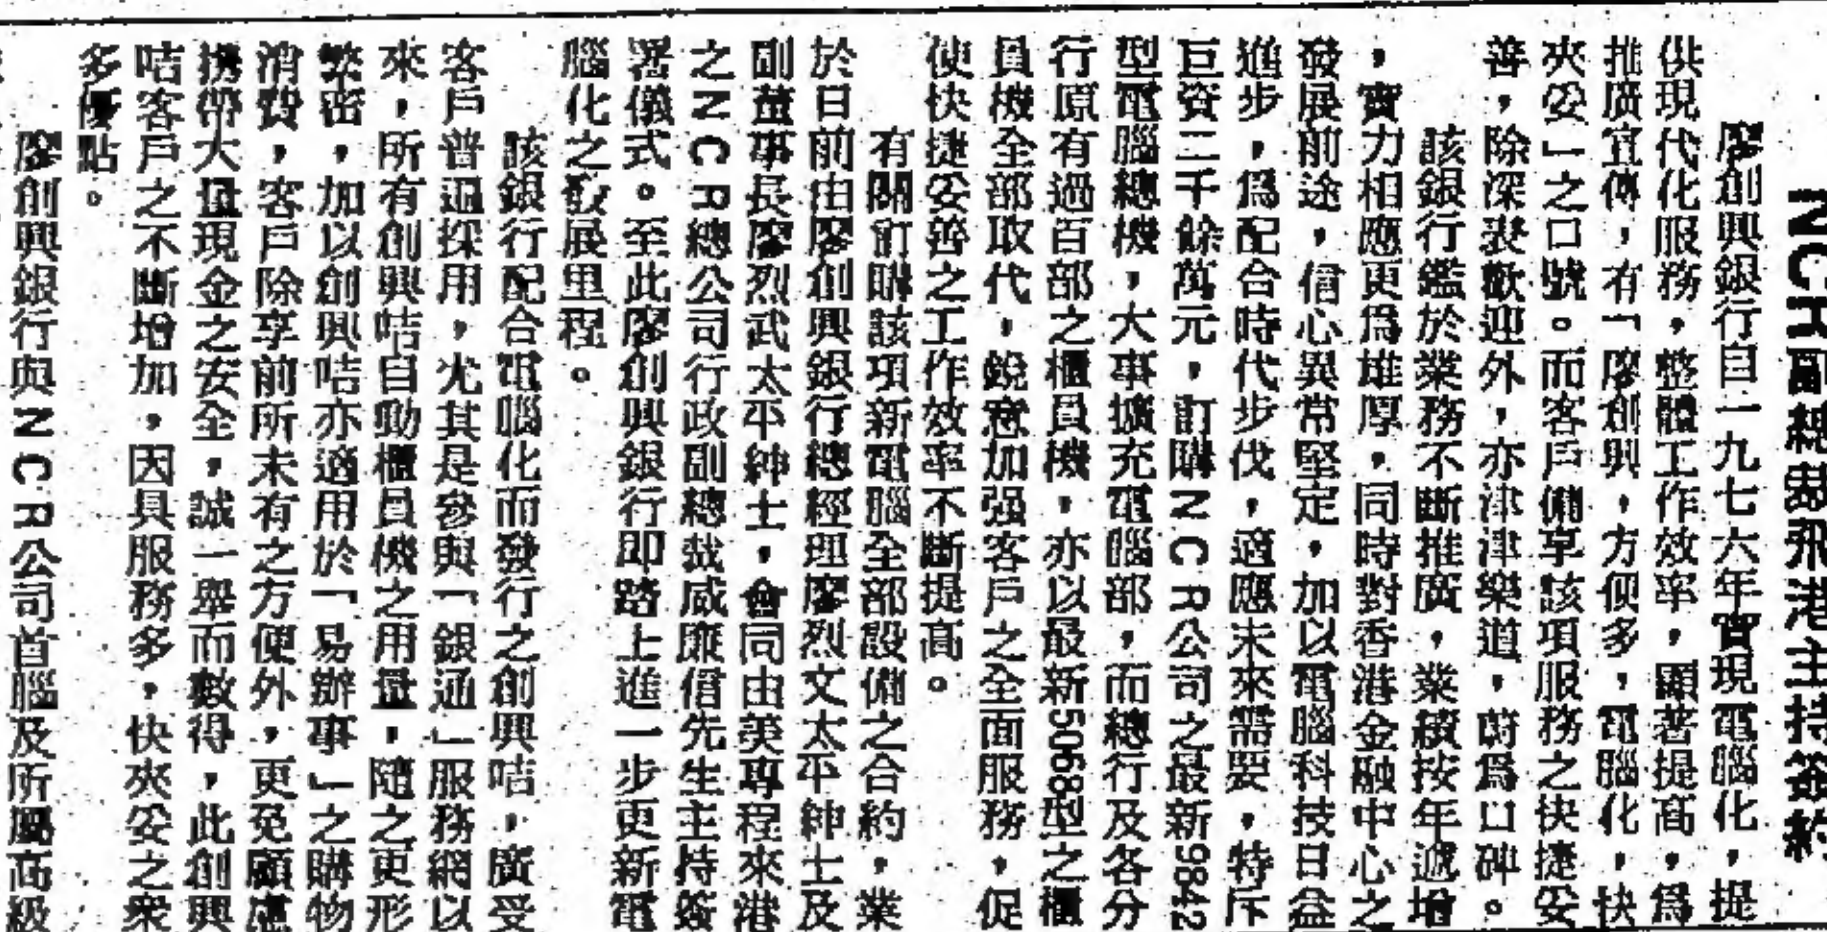 NCR副總裁飛港主持簽約
廖創興銀行自一九七六年實現電腦化，提
供現代化服務，整體工作效率，顯著提高，爲
推廣宣傳，有「廖創興，方便多，電腦化，快
夾妥」之口號。而客戶備享該項服務之快捷妥
善，除深表歡迎外，亦津津樂道，蔚爲口碑。
該銀行鑑於業務不斷推廣，業績按年遞增
，實力相應更爲雄厚，同時對香港金融中心之
發展前途，信心異常堅定，加以電腦科技日益
進步，爲配合時代步伐，適應未來需要，特斥
巨資二千餘萬元，訂購NCR公司之最新9842
型電腦總機，大事擴充電腦部，而總行及各分
行原有過百部之櫃員機，亦以最新5068型之櫃
員機全部取代，銳意加强客戶之全面服務，促
使快捷妥善之工作效率不斷提高。
有關訂購該項新電腦全部設備之合約，業
於日前由廖創興銀行總經理廖烈文太平紳士及
副董事長廖烈武太平紳士，會同由美專程來港
之NCR總公司行政副總裁威廉信先生主持簽
署儀式。至此廖創興銀行即踏上進一步更新電
腦化之發展里程。
該銀行配合電腦化而發行之創興咭，廣受
客戶普遍採用，尤其是參與「銀通」服務網以
來，所有創興咭自動櫃員機之用量，隨之更形
繁密，加以創興咭亦適用於「易辦事」之購物
消費，客戶除享前所未有之方便外，更免顧慮
携帶大量現金之安全，誠一舉而數得，此創興
咭客戶之不斷增加，因具服務多，快夾妥之衆
多優點。
廖創興銀行與NCR公司首腦及所屬高級